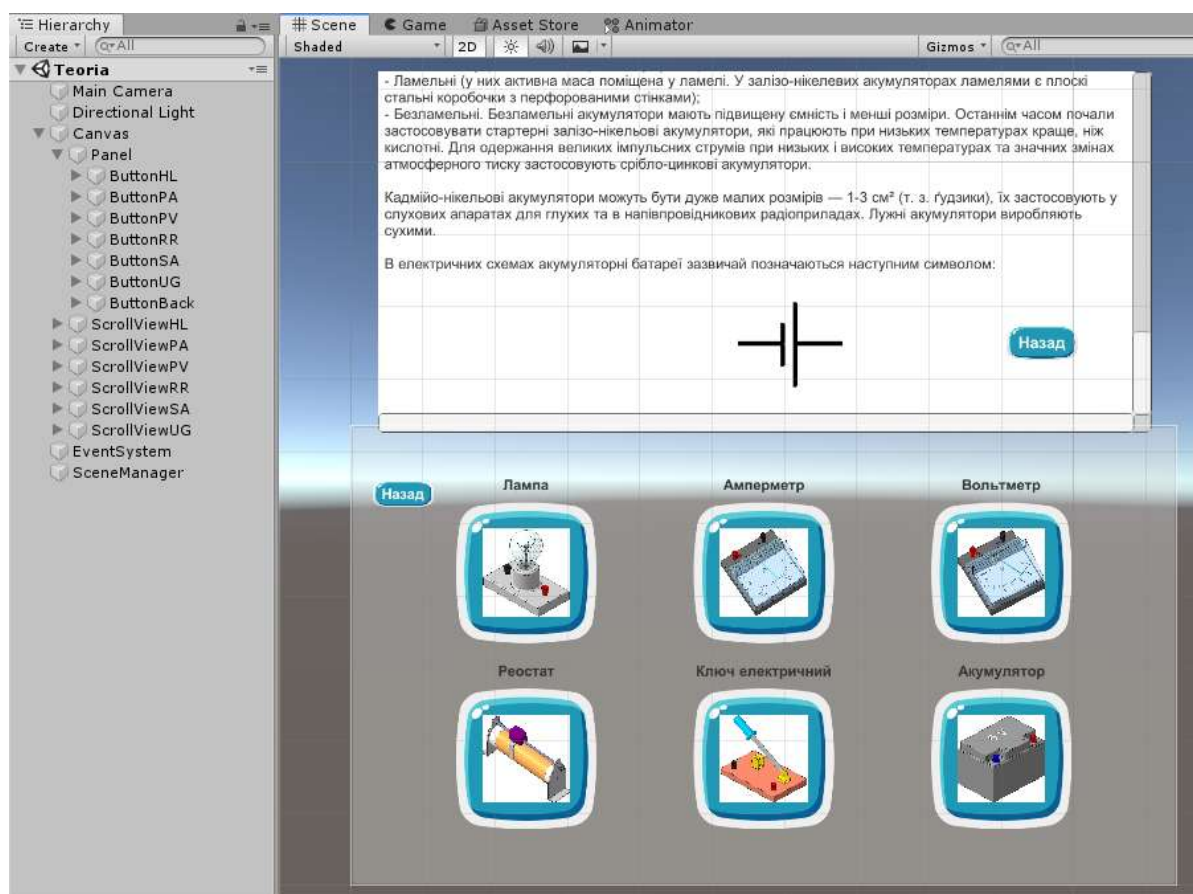 Hierarchy
Create All
Teoria
Main Camera
Directional Light
Canvas
Panel
ButtonHL
ButtonPA
ButtonPV
ButtonRR
ButtonSA
ButtonUG
ButtonBack
ScrollViewHL
ScrollViewPA
ScrollViewPV
ScrollViewRR
ScrollViewSA
ScrollViewUG
EventSystem
SceneManager
Scene Game Asset Store Animator
Shaded 2D Gizmos All
- Ламельні (у них активна маса поміщена у ламелі. У залізо-нікелевих акумуляторах ламелями є плоскі
стальні коробочки з перфорованими стінками);
- Безламельні. Безламельні акумулятори мають підвищену ємність і менші розміри. Останнім часом почали
застосовувати стартерні залізо-нікельові акумулятори, які працюють при низьких температурах краще, ніж
кислотні. Для одержання великих імпульсних струмів при низьких і високих температурах та значних змінах
атмосферного тиску застосовують срібло-цинкові акумулятори.
Кадмійо-нікельові акумулятори можуть бути дуже малих розмірів — 1-3 см² (т. з. ґудзики), їх застосовують у
слухових апаратах для глухих та в напівпровідникових радіоприладах. Лужні акумулятори виробляють
сухими.
В електричних схемах акумуляторні батареї зазвичай позначаються наступним символом:
Назад
Назад
Лампа Амперметр Вольтметр
Реостат Ключ електричний Акумулятор